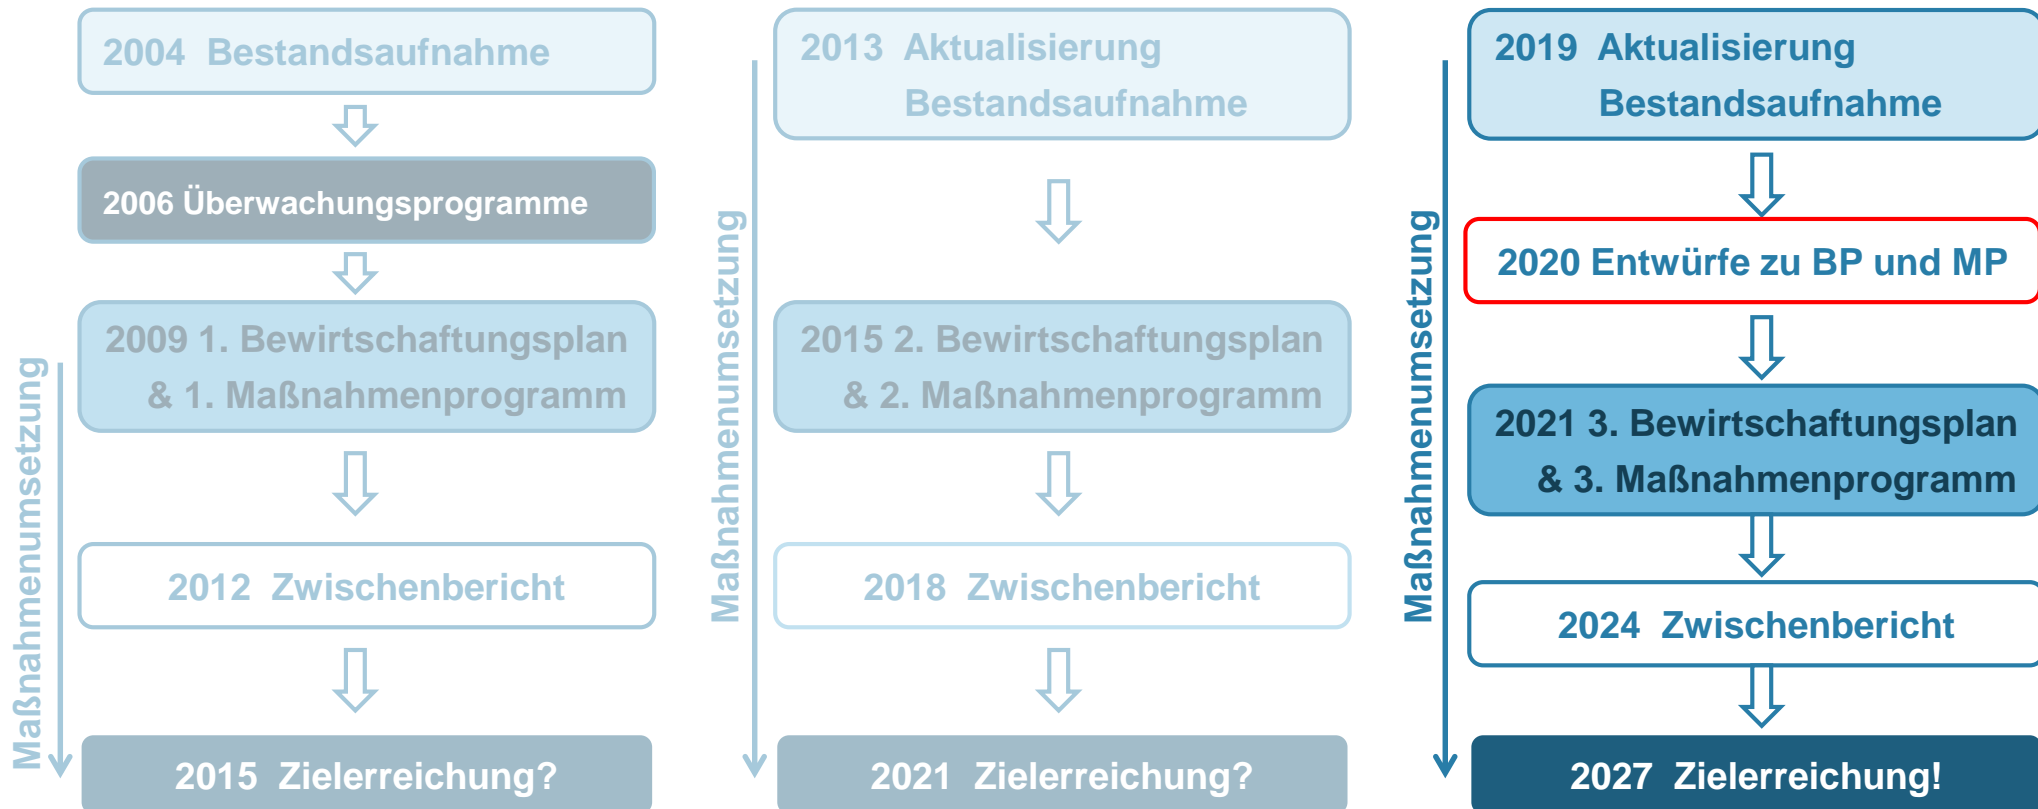 2004 Bestandsaufnahme
2006 Überwachungsprogramme
2009 1. Bewirtschaftungsplan
& 1. Maßnahmenprogramm
2012 Zwischenbericht
2015 Zielerreichung?
Maßnahmenumsetzung
2013 Aktualisierung
Bestandsaufnahme
2015 2. Bewirtschaftungsplan
& 2. Maßnahmenprogramm
2018 Zwischenbericht
2021 Zielerreichung?
Maßnahmenumsetzung
2019 Aktualisierung
Bestandsaufnahme
2020 Entwürfe zu BP und MP
2021 3. Bewirtschaftungsplan
& 3. Maßnahmenprogramm
2024 Zwischenbericht
2027 Zielerreichung!
Maßnahmenumsetzung